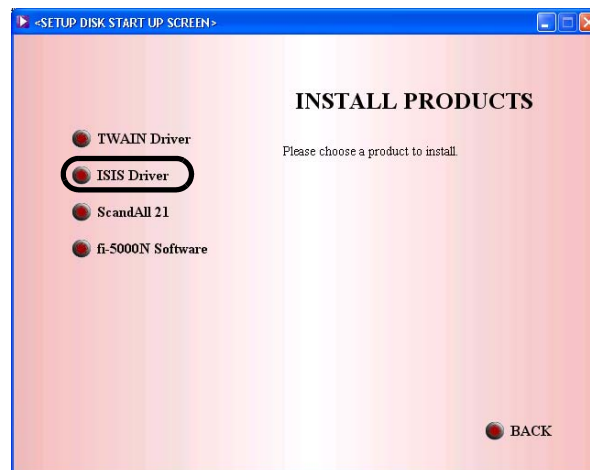 <SETUP DISK START UP SCREEN>
INSTALL PRODUCTS
Please choose a product to install.
TWAIN Driver
ISIS Driver
ScandAll 21
fi-5000N Software
BACK